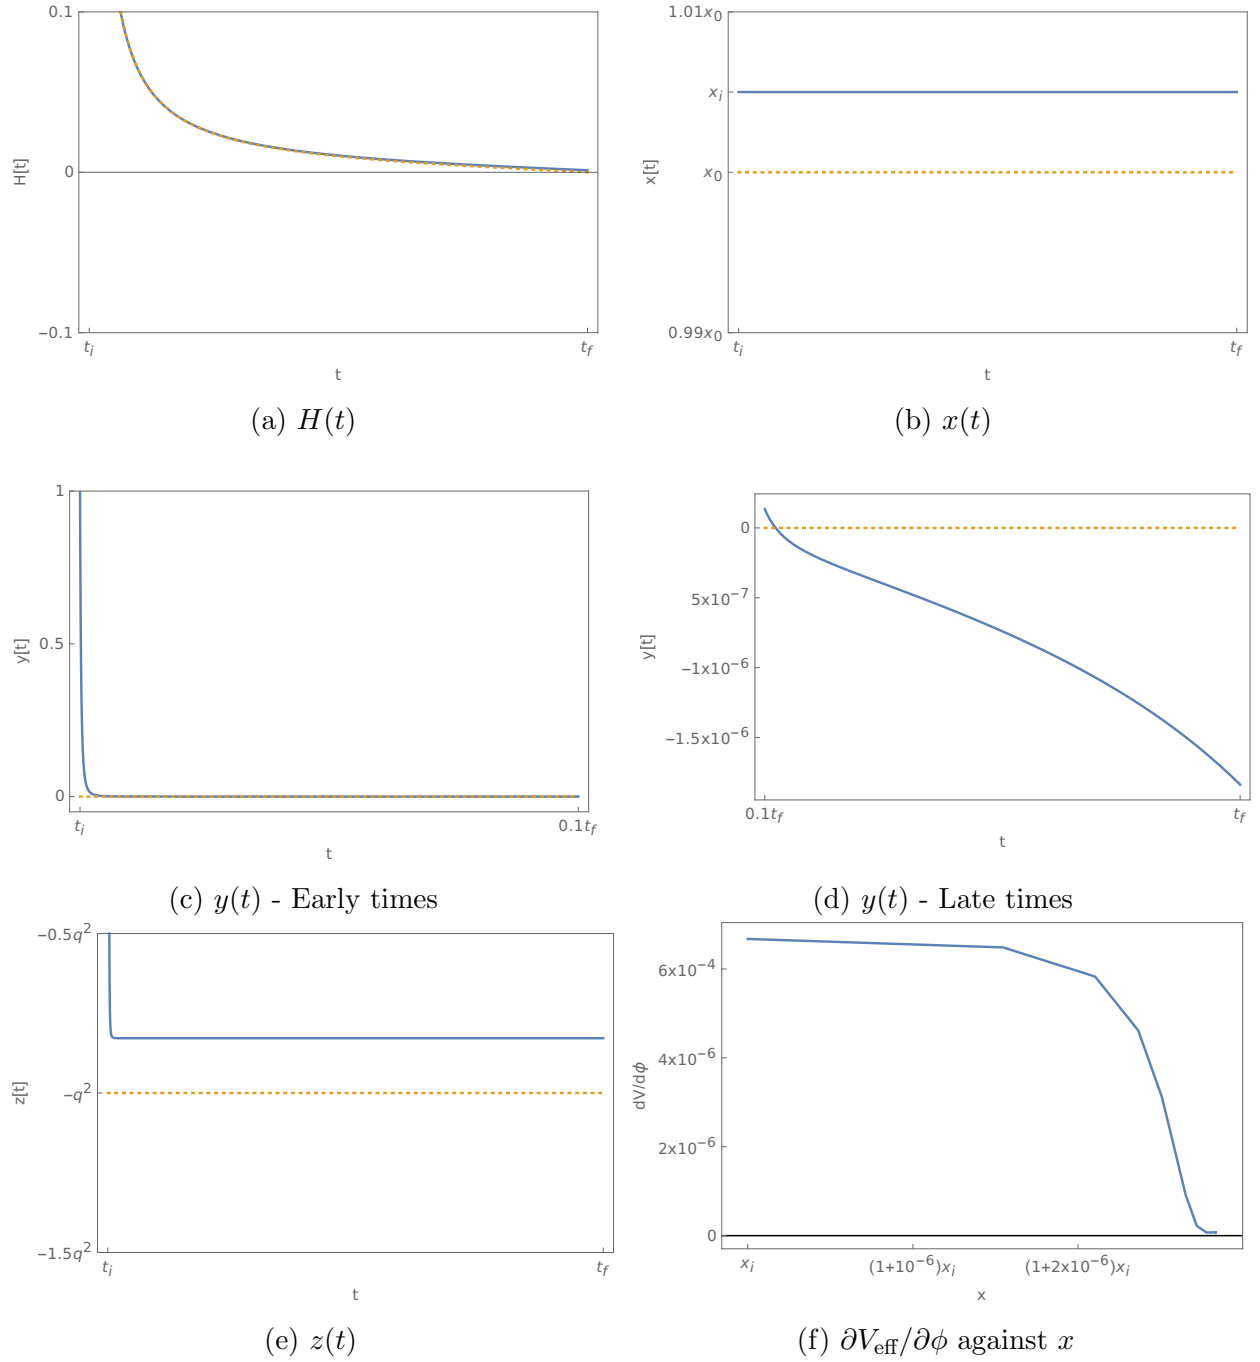 0.1
0
-0.1
H[t]
t_i
t_f
t
(a) H(t)
1.01x_0
x_i
x_0
0.99x_0
x[t]
t_i
t_f
t
(b) x(t)
1
0.5
0
y[t]
t_i
0.1t_f
t
(c) y(t) - Early times
0
5x10^{-7}
-1x10^{-6}
-1.5x10^{-6}
y[t]
0.1t_f
t_f
t
(d) y(t) - Late times
-0.5q^2
-q^2
-1.5q^2
z[t]
t_i
t_f
t
(e) z(t)
6x10^{-4}
4x10^{-6}
2x10^{-6}
0
dV/dϕ
x_i
(1+10^{-6})x_i
(1+2x10^{-6})x_i
x
(f) ∂V_eff/∂ϕ against x